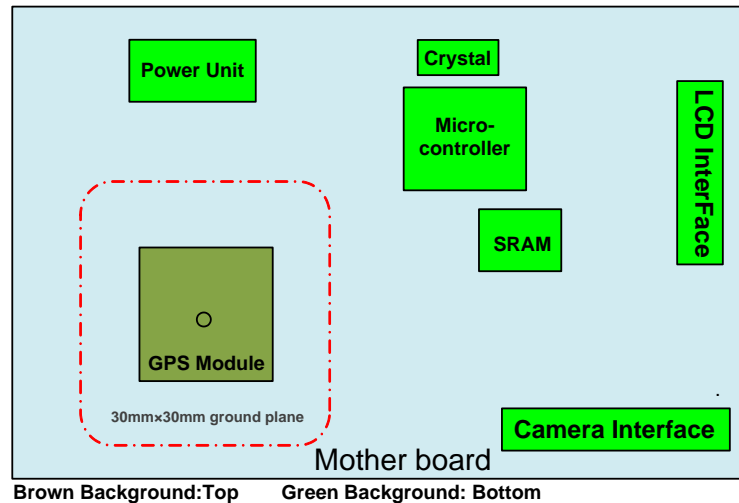 Power Unit
Crystal
Micro-
controller
LCD InterFace
SRAM
GPS Module
30mm×30mm ground plane
Camera Interface
Mother board
Brown Background:Top
Green Background: Bottom